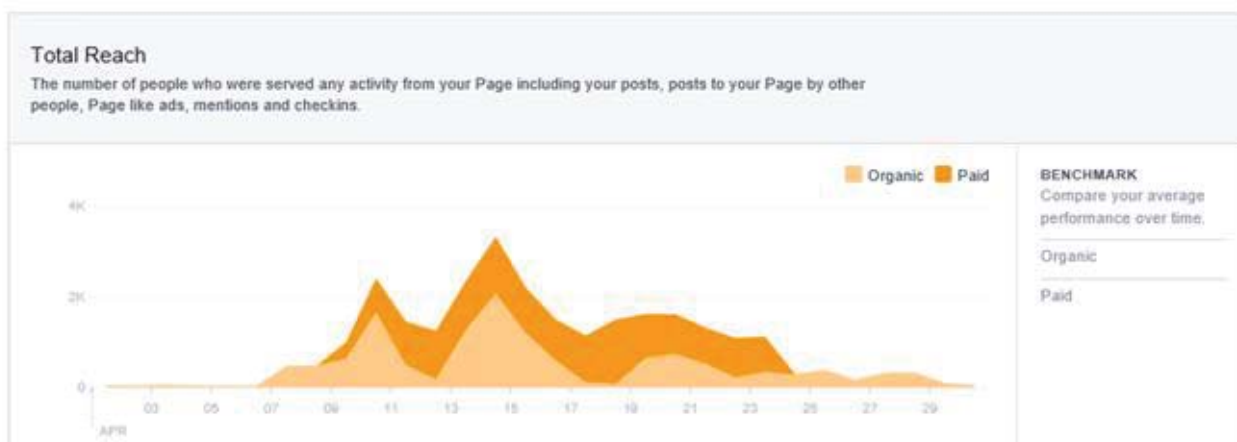 Total Reach
The number of people who were served any activity from your Page including your posts, posts to your Page by other
people, Page like ads, mentions and checkins.
Organic Paid
BENCHMARK
Compare your average
performance over time.
Organic
Paid
4K
2K
0
03 05 07 09 11 13 15 17 19 21 23 25 27 29
APR